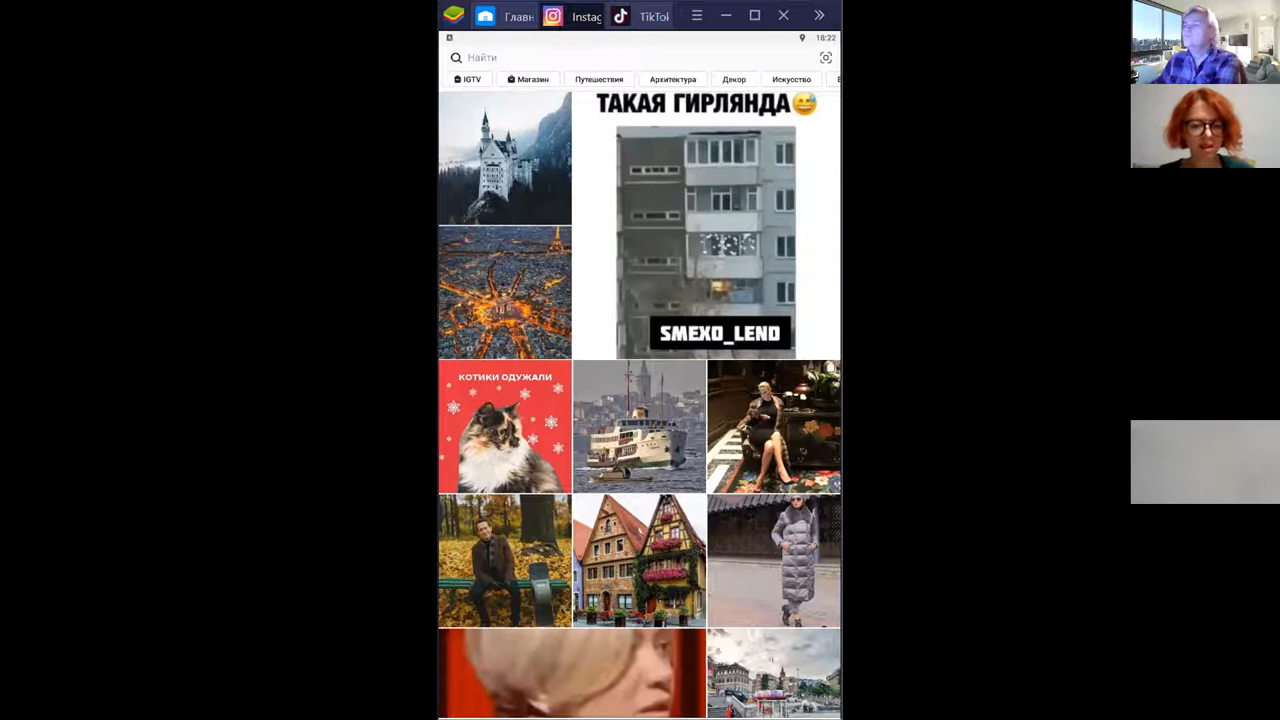 Главн
Instag
TikTok
18:22
Найти
IGTV
Магазин
Путешествия
Архитектура
Декор
Искусство
ТАКАЯ ГИРЛЯНДА😅
SMEXO_LEND
КОТИКИ ОДУЖАЛИ